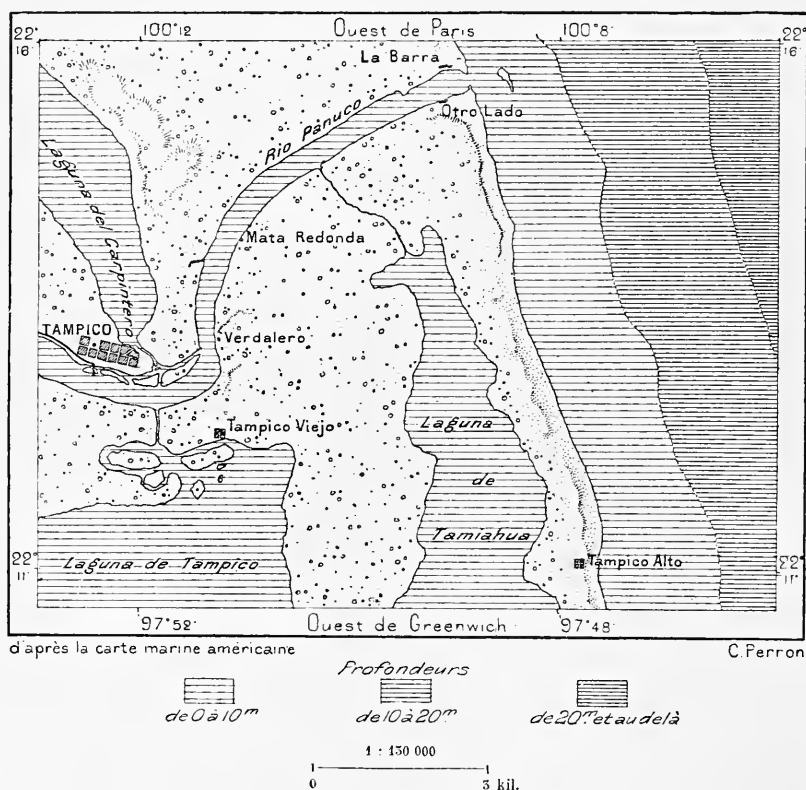 100°12 Ouest de Paris 100°8'
22° 22°
16' 16'
La Barra
Otro Lado
Rio Pánuco
Laguna del Carpintero
Mata Redonda
TAMPICO
Verdalero
Tampico Viejo
Laguna
de
Tamiahua
Laguna de Tampico
Tampico Alto
22° 22°
11' 11'
97°52' Ouest de Greenwich 97°48'
d'après la carte marine américaine C. Perron
Profondeurs
de 0 à 10m de 10 à 20m de 20m et au delà
1 : 130 000
0 3 kil.